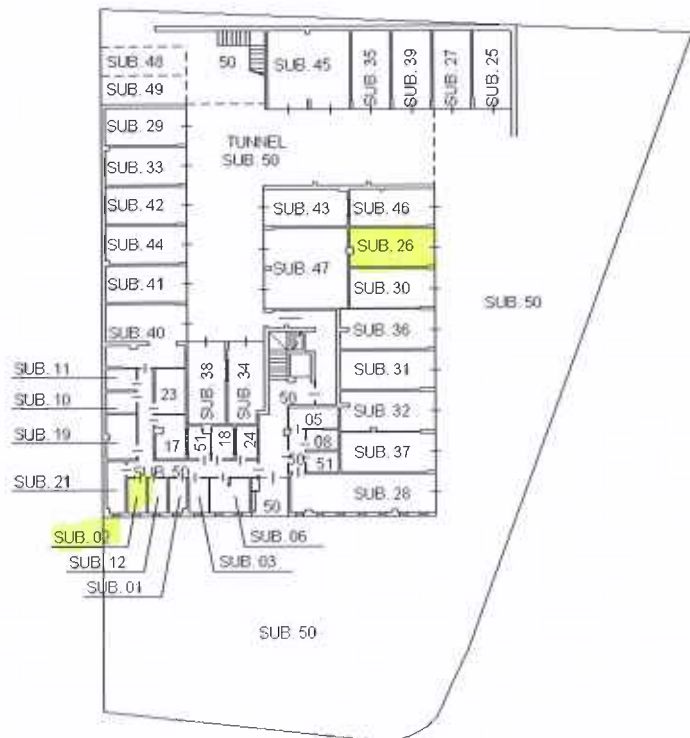 SUB. 48
50
SUB. 45
SUB. 35
SUB. 39
SUB. 27
SUB. 25
SUB. 49
SUB. 29
TUNNEL
SUB. 50
SUB. 33
SUB. 42
SUB. 43
SUB. 46
SUB. 44
SUB. 26
SUB. 47
SUB. 41
SUB. 30
SUB. 50
SUB. 40
SUB. 36
SUB. 11
SUB. 38
SUB. 34
SUB. 31
SUB. 10
23
50
SUB. 32
SUB. 19
05
17
51
18
24
08
SUB. 37
50
51
SUB. 21
SUB. 50
SUB. 28
50
SUB. 02
SUB. 06
SUB. 12
SUB. 03
SUB. 01
SUB. 50